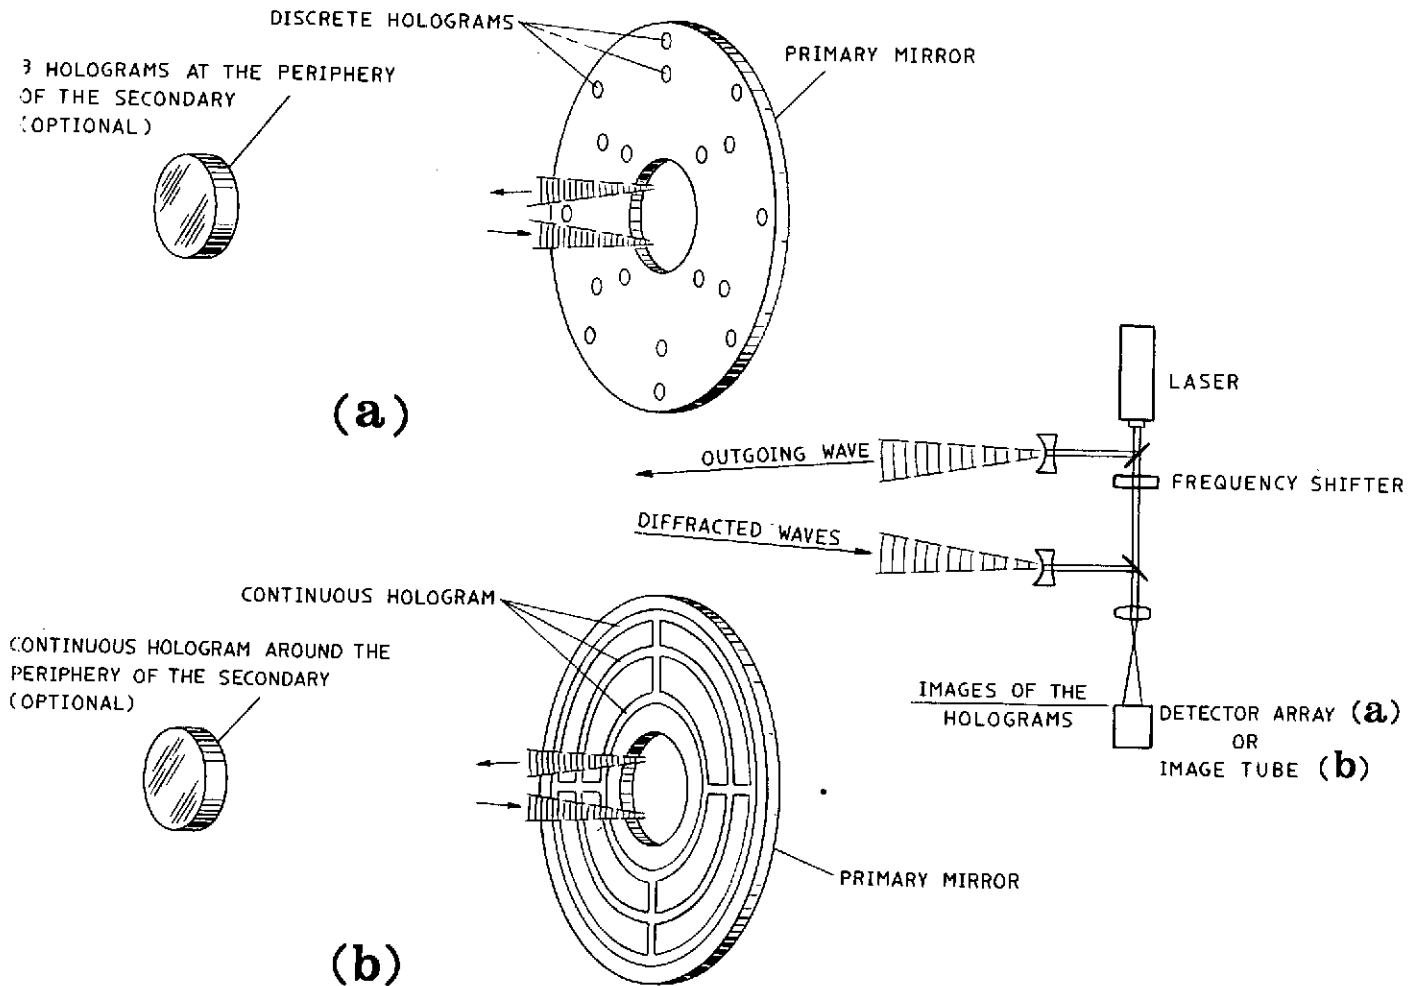 DISCRETE HOLOGRAMS
PRIMARY MIRROR
3 HOLOGRAMS AT THE PERIPHERY
OF THE SECONDARY
(OPTIONAL)
(a)
LASER
OUTGOING WAVE
FREQUENCY SHIFTER
DIFFRACTED WAVES
CONTINUOUS HOLOGRAM
CONTINUOUS HOLOGRAM AROUND THE
PERIPHERY OF THE SECONDARY
(OPTIONAL)
IMAGES OF THE
HOLOGRAMS
DETECTOR ARRAY (a)
OR
IMAGE TUBE (b)
PRIMARY MIRROR
(b)